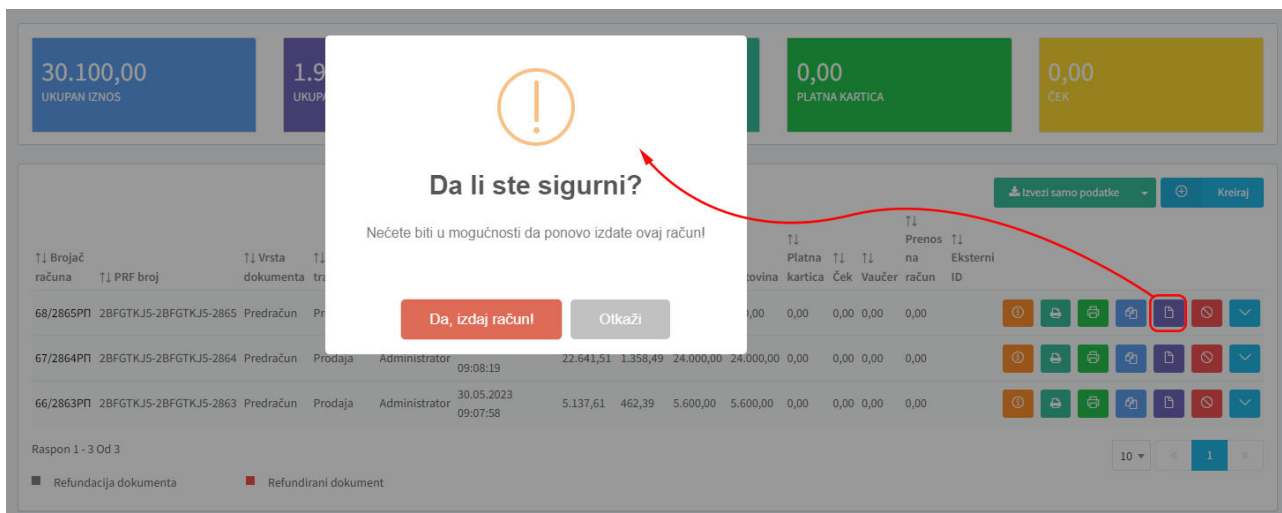 30.100,00
UKUPAN IZNOS
1.9
0,00
PLATNA KARTICA
0,00
ČEK
Da li ste sigurni?
Nećete biti u mogućnosti da ponovo izdate ovaj račun!
Da, izdaj račun!
Otkaži
Izvezi samo podatke
Kreiraj
↑↓ Brojač računa ↑↓ PRF broj ↑↓ Vrsta dokumenta ↑↓ Platna kartica ↑↓ Ček ↑↓ Vaučer ↑↓ Prenos na račun ↑↓ Eksterni ID
68/2865РП 2BFGTKJ5-2BFGTKJ5-2865 Predračun 0,00 0,00 0,00 0,00
67/2864РП 2BFGTKJ5-2BFGTKJ5-2864 Predračun Prodaja Administrator 09:08:19 22.641,51 1.358,49 24.000,00 24.000,00 0,00 0,00 0,00 0,00
66/2863РП 2BFGTKJ5-2BFGTKJ5-2863 Predračun Prodaja Administrator 30.05.2023 09:07:58 5.137,61 462,39 5.600,00 5.600,00 0,00 0,00 0,00 0,00
Raspon 1 - 3 Od 3
10
«
1
»
Refundacija dokumenta
Refundirani dokument